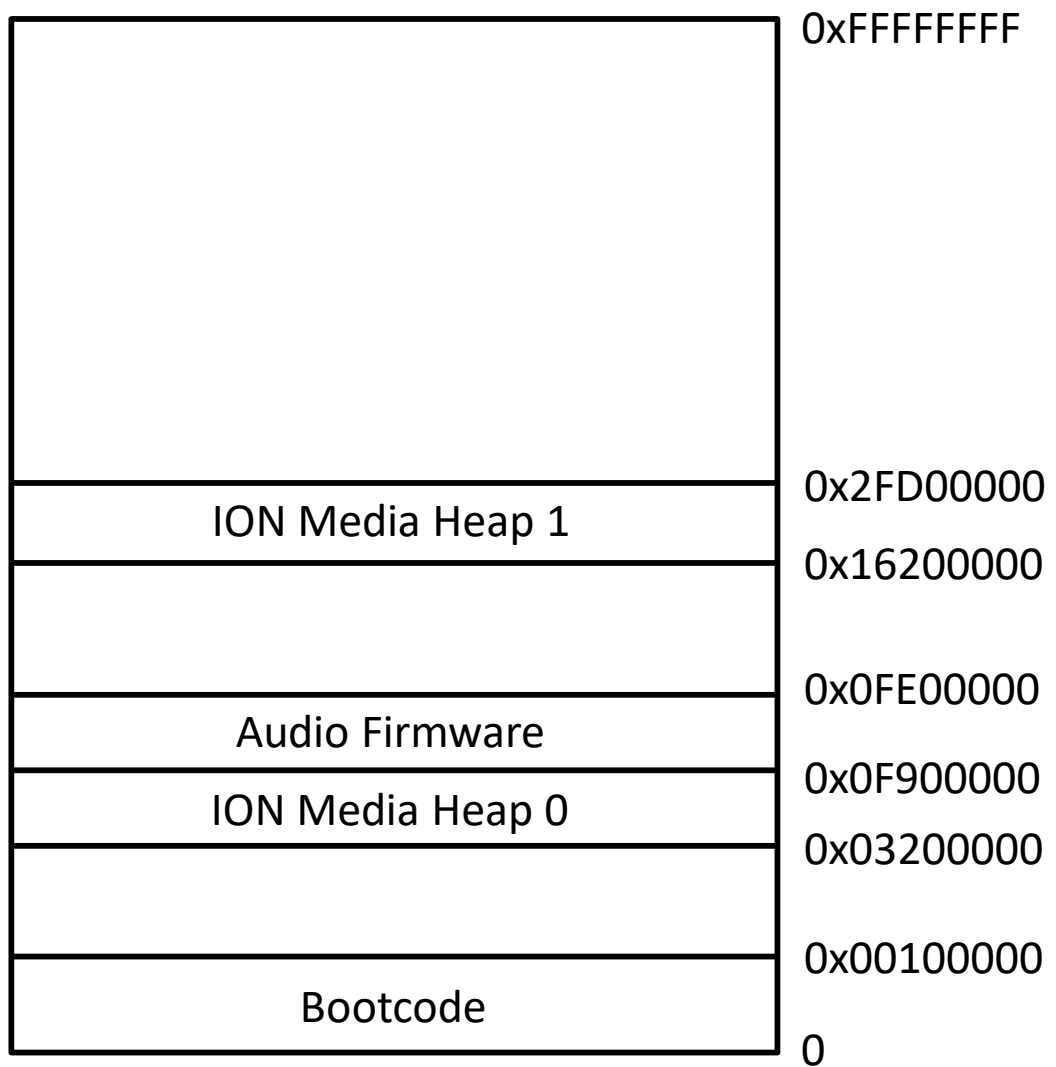 0xFFFFFFFF
0x2FD00000
ION Media Heap 1
0x16200000
0x0FE00000
Audio Firmware
0x0F900000
ION Media Heap 0
0x03200000
0x00100000
Bootcode
0